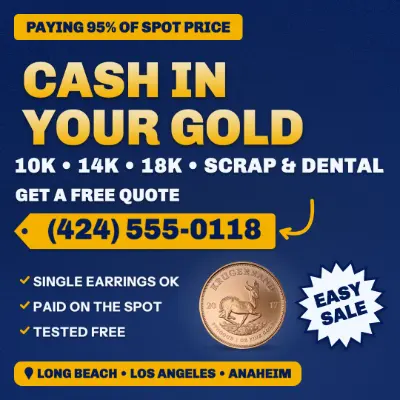 PAYING 95% OF SPOT PRICE
CASH IN
YOUR GOLD
10K • 14K • 18K • SCRAP & DENTAL
GET A FREE QUOTE
(424) 555-0118
SINGLE EARRINGS OK
PAID ON THE SPOT
TESTED FREE
KRUGERRAND
2017
EASY
SALE
LONG BEACH • LOS ANGELES • ANAHEIM